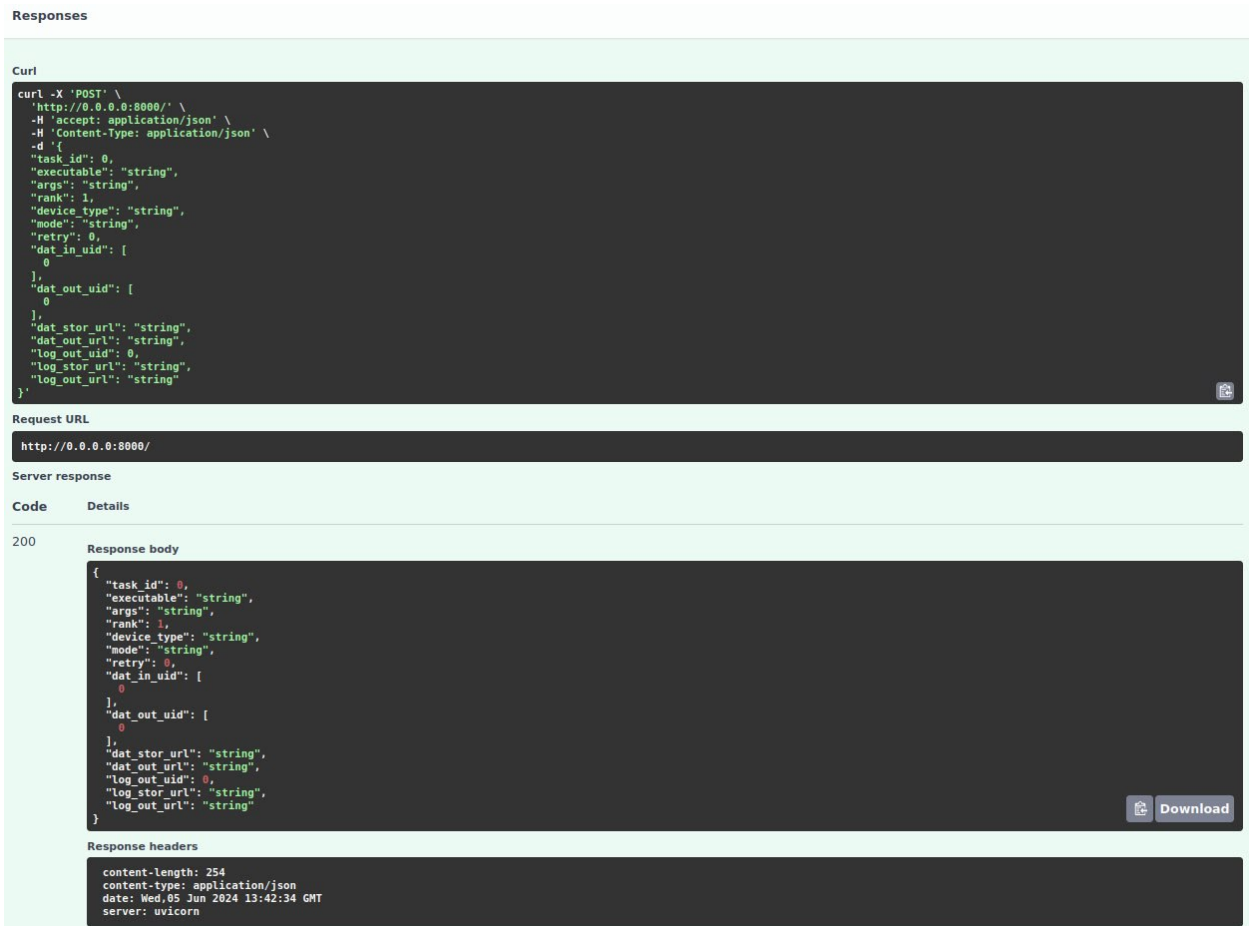 Responses
Curl
curl -X 'POST' \
  'http://0.0.0.0:8000/' \
  -H 'accept: application/json' \
  -H 'Content-Type: application/json' \
  -d '{
  "task_id": 0,
  "executable": "string",
  "args": "string",
  "rank": 1,
  "device_type": "string",
  "mode": "string",
  "retry": 0,
  "dat_in_uid": [
    0
  ],
  "dat_out_uid": [
    0
  ],
  "dat_stor_url": "string",
  "dat_out_url": "string",
  "log_out_uid": 0,
  "log_stor_url": "string",
  "log_out_url": "string"
}'
Request URL
http://0.0.0.0:8000/
Server response
Code Details
200
Response body
{
  "task_id": 0,
  "executable": "string",
  "args": "string",
  "rank": 1,
  "device_type": "string",
  "mode": "string",
  "retry": 0,
  "dat_in_uid": [
    0
  ],
  "dat_out_uid": [
    0
  ],
  "dat_stor_url": "string",
  "dat_out_url": "string",
  "log_out_uid": 0,
  "log_stor_url": "string",
  "log_out_url": "string"
}
Download
Response headers
content-length: 254
content-type: application/json
date: Wed,05 Jun 2024 13:42:34 GMT
server: uvicorn